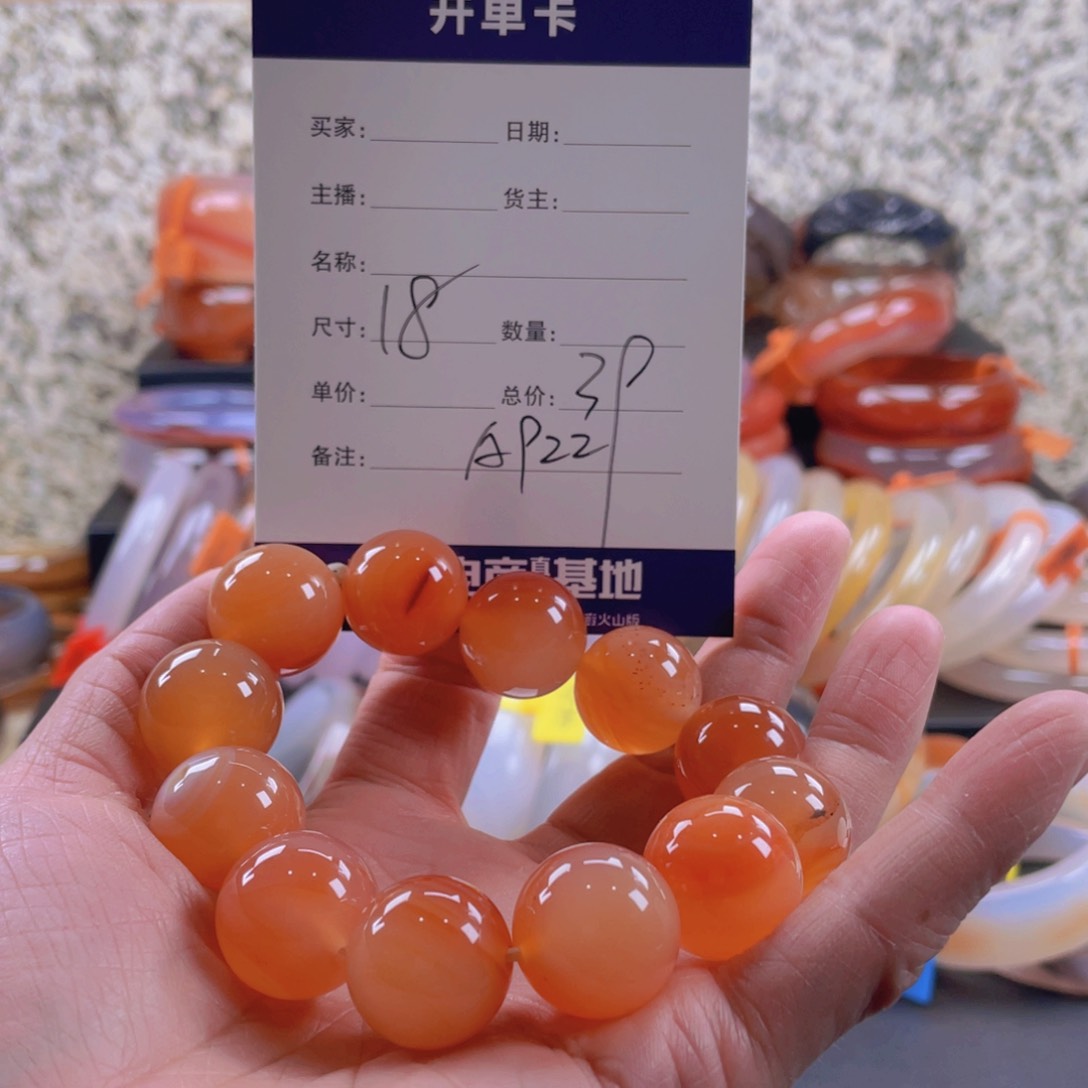 开单卡
买家: 日期:
主播: 货主:
名称:
尺寸: 18 数量:
单价: 总价: 3P
备注: AP22
基地